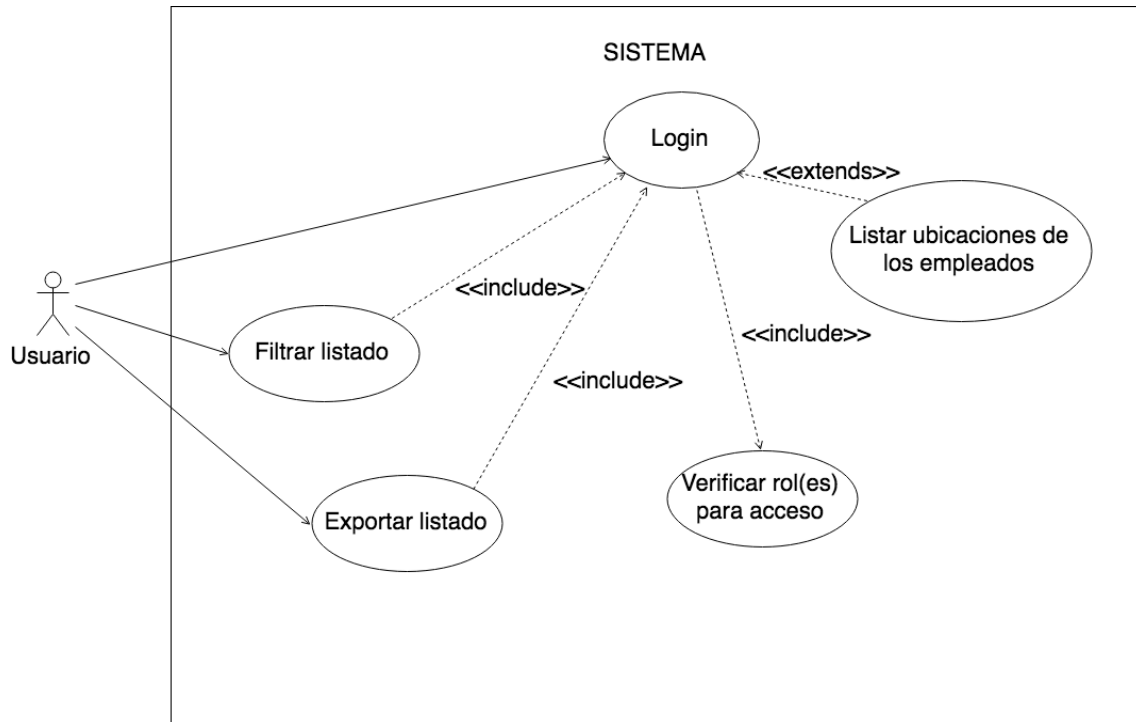 SISTEMA
Login
<<extends>>
Listar ubicaciones de
los empleados
<<include>>
<<include>>
Usuario
Filtrar listado
<<include>>
Verificar rol(es)
para acceso
Exportar listado